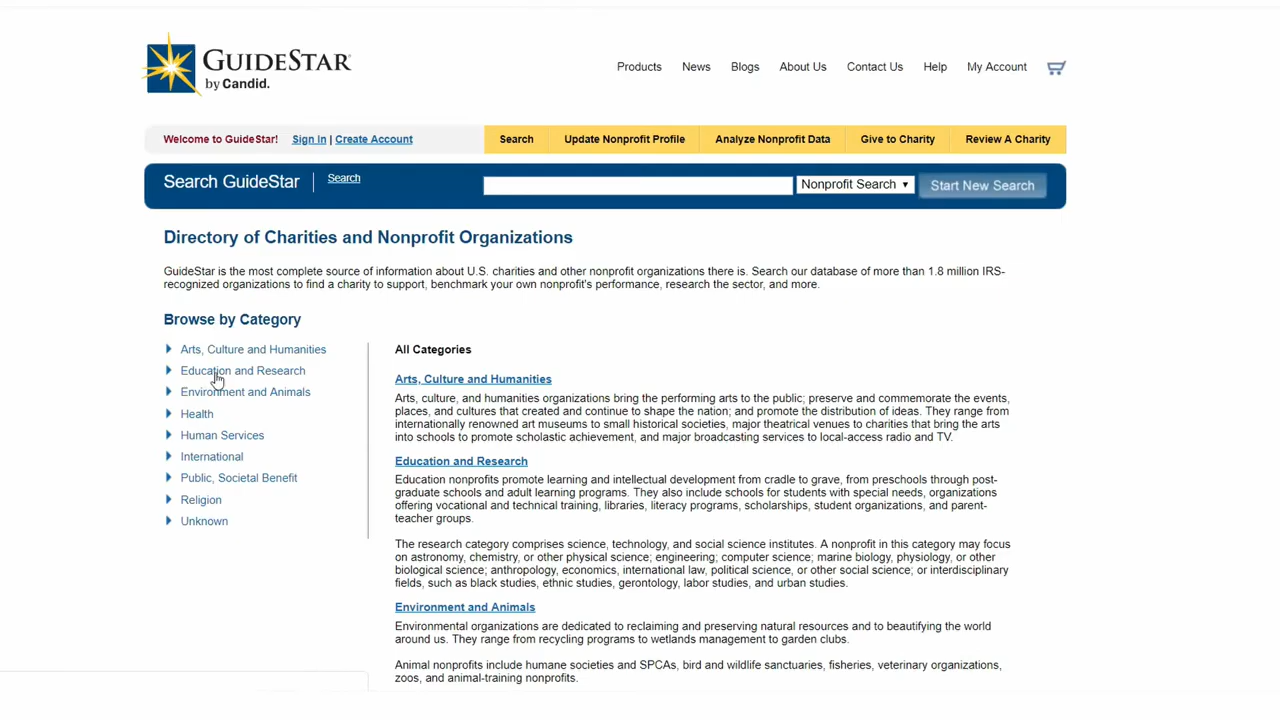 GUIDESTAR
by Candid.
Products News Blogs About Us Contact Us Help My Account
Welcome to GuideStar! Sign In | Create Account
Search Update Nonprofit Profile Analyze Nonprofit Data Give to Charity Review A Charity
Search GuideStar Search Nonprofit Search Start New Search
Directory of Charities and Nonprofit Organizations
GuideStar is the most complete source of information about U.S. charities and other nonprofit organizations there is. Search our database of more than 1.8 million IRS-
recognized organizations to find a charity to support, benchmark your own nonprofit's performance, research the sector, and more.
Browse by Category
Arts, Culture and Humanities
Education and Research
Environment and Animals
Health
Human Services
International
Public, Societal Benefit
Religion
Unknown
All Categories
Arts, Culture and Humanities
Arts, culture, and humanities organizations bring the performing arts to the public; preserve and commemorate the events,
places, and cultures that created and continue to shape the nation; and promote the distribution of ideas. They range from
internationally renowned art museums to small historical societies, major theatrical venues to charities that bring the arts
into schools to promote scholastic achievement, and major broadcasting services to local-access radio and TV.
Education and Research
Education nonprofits promote learning and intellectual development from cradle to grave, from preschools through post-
graduate schools and adult learning programs. They also include schools for students with special needs, organizations
offering vocational and technical training, libraries, literacy programs, scholarships, student organizations, and parent-
teacher groups.
The research category comprises science, technology, and social science institutes. A nonprofit in this category may focus
on astronomy, chemistry, or other physical science; engineering; computer science; marine biology, physiology, or other
biological science; anthropology, economics, international law, political science, or other social science; or interdisciplinary
fields, such as black studies, ethnic studies, gerontology, labor studies, and urban studies.
Environment and Animals
Environmental organizations are dedicated to reclaiming and preserving natural resources and to beautifying the world
around us. They range from recycling programs to wetlands management to garden clubs.
Animal nonprofits include humane societies and SPCAs, bird and wildlife sanctuaries, fisheries, veterinary organizations,
zoos, and animal-training nonprofits.